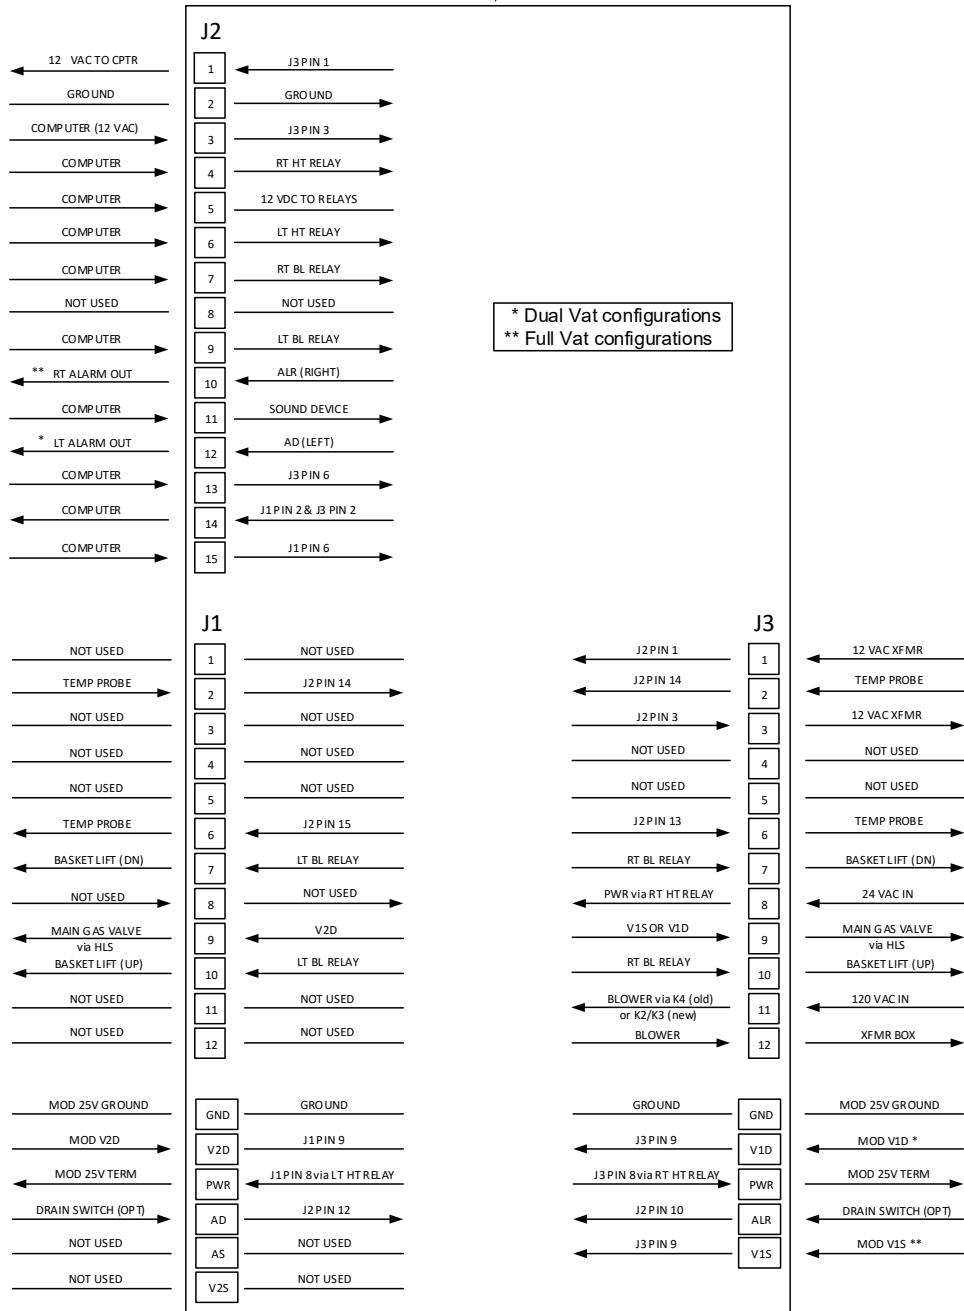 J2
12 VAC TO CPTR 1 J3 PIN 1
GROUND 2 GROUND
COMPUTER (12 VAC) 3 J3 PIN 3
COMPUTER 4 RT HT RELAY
COMPUTER 5 12 VDC TO RELAYS
COMPUTER 6 LT HT RELAY
COMPUTER 7 RT BL RELAY
NOT USED 8 NOT USED
COMPUTER 9 LT BL RELAY
** RT ALARM OUT 10 ALR (RIGHT)
COMPUTER 11 SOUND DEVICE
* LT ALARM OUT 12 AD (LEFT)
COMPUTER 13 J3 PIN 6
COMPUTER 14 J1 PIN 2 & J3 PIN 2
COMPUTER 15 J1 PIN 6
* Dual Vat configurations
** Full Vat configurations
J1
NOT USED 1 NOT USED
TEMP PROBE 2 J2 PIN 14
NOT USED 3 NOT USED
NOT USED 4 NOT USED
NOT USED 5 NOT USED
TEMP PROBE 6 J2 PIN 15
BASKET LIFT (DN) 7 LT BL RELAY
NOT USED 8 NOT USED
MAIN GAS VALVE 9 V2D
via HLS
BASKET LIFT (UP) 10 LT BL RELAY
NOT USED 11 NOT USED
NOT USED 12 NOT USED
J3
J2 PIN 1 1 12 VAC XFMR
J2 PIN 14 2 TEMP PROBE
J2 PIN 3 3 12 VAC XFMR
NOT USED 4 NOT USED
NOT USED 5 NOT USED
J2 PIN 13 6 TEMP PROBE
RT BL RELAY 7 BASKET LIFT (DN)
PWR via RT HT RELAY 8 24 VAC IN
V1S OR V1D 9 MAIN GAS VALVE
via HLS
RT BL RELAY 10 BASKET LIFT (UP)
BLOWER via K4 (old) 11 120 VAC IN
or K2/K3 (new)
BLOWER 12 XFMR BOX
MOD 25V GROUND GND GROUND
MOD V2D V2D J1 PIN 9
MOD 25V TERM PWR J1 PIN 8 via LT HT RELAY
DRAIN SWITCH (OPT) AD J2 PIN 12
NOT USED AS NOT USED
NOT USED V2S NOT USED
GROUND GND MOD 25V GROUND
J3 PIN 9 V1D MOD V1D *
J3 PIN 8 via RT HT RELAY PWR MOD 25V TERM
J2 PIN 10 ALR DRAIN SWITCH (OPT)
J3 PIN 9 V1S MOD V1S **